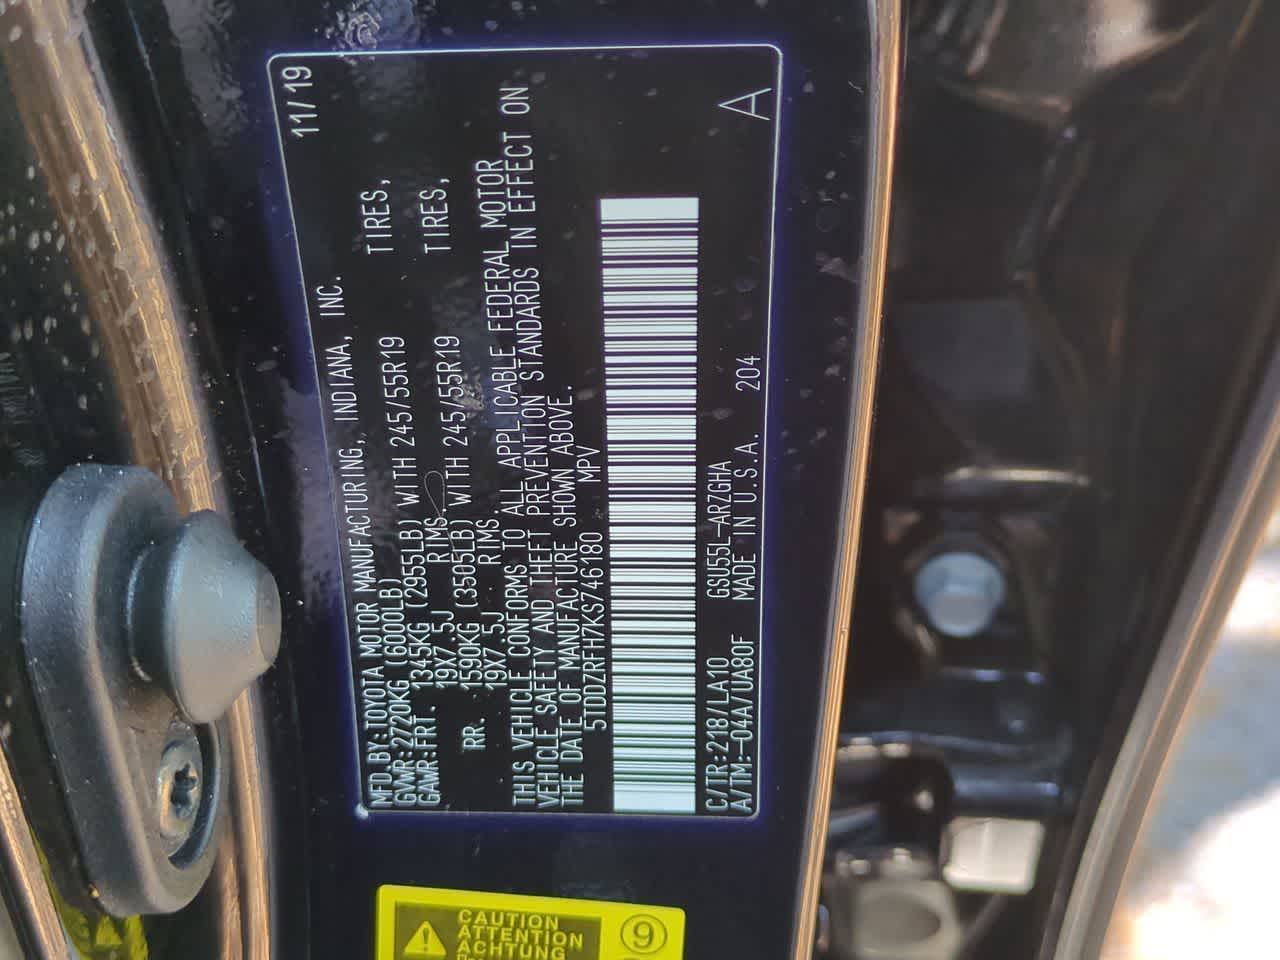 11/19
MFD.BY:TOYOTA MOTOR MANUFACTURING, INDIANA, INC.
GVWR:2720KG (6000LB)
GAWR:FRT. 1345KG (2955LB) WITH 245/55R19 TIRES,
19X7.5J RIMS,
RR. 1590KG (3505LB) WITH 245/55R19 TIRES,
19X7.5J RIMS.
THIS VEHICLE CONFORMS TO ALL APPLICABLE FEDERAL MOTOR
VEHICLE SAFETY AND THEFT PREVENTION STANDARDS IN EFFECT ON
THE DATE OF MANUFACTURE SHOWN ABOVE.
5TDDZRFH7KS746180 MPV
C/TR:218/LA10 GSU55L-ARZGHA
A/TM:-04A/UA80F MADE IN U.S.A. 204
A
CAUTION
ATTENTION
ACHTUNG
9